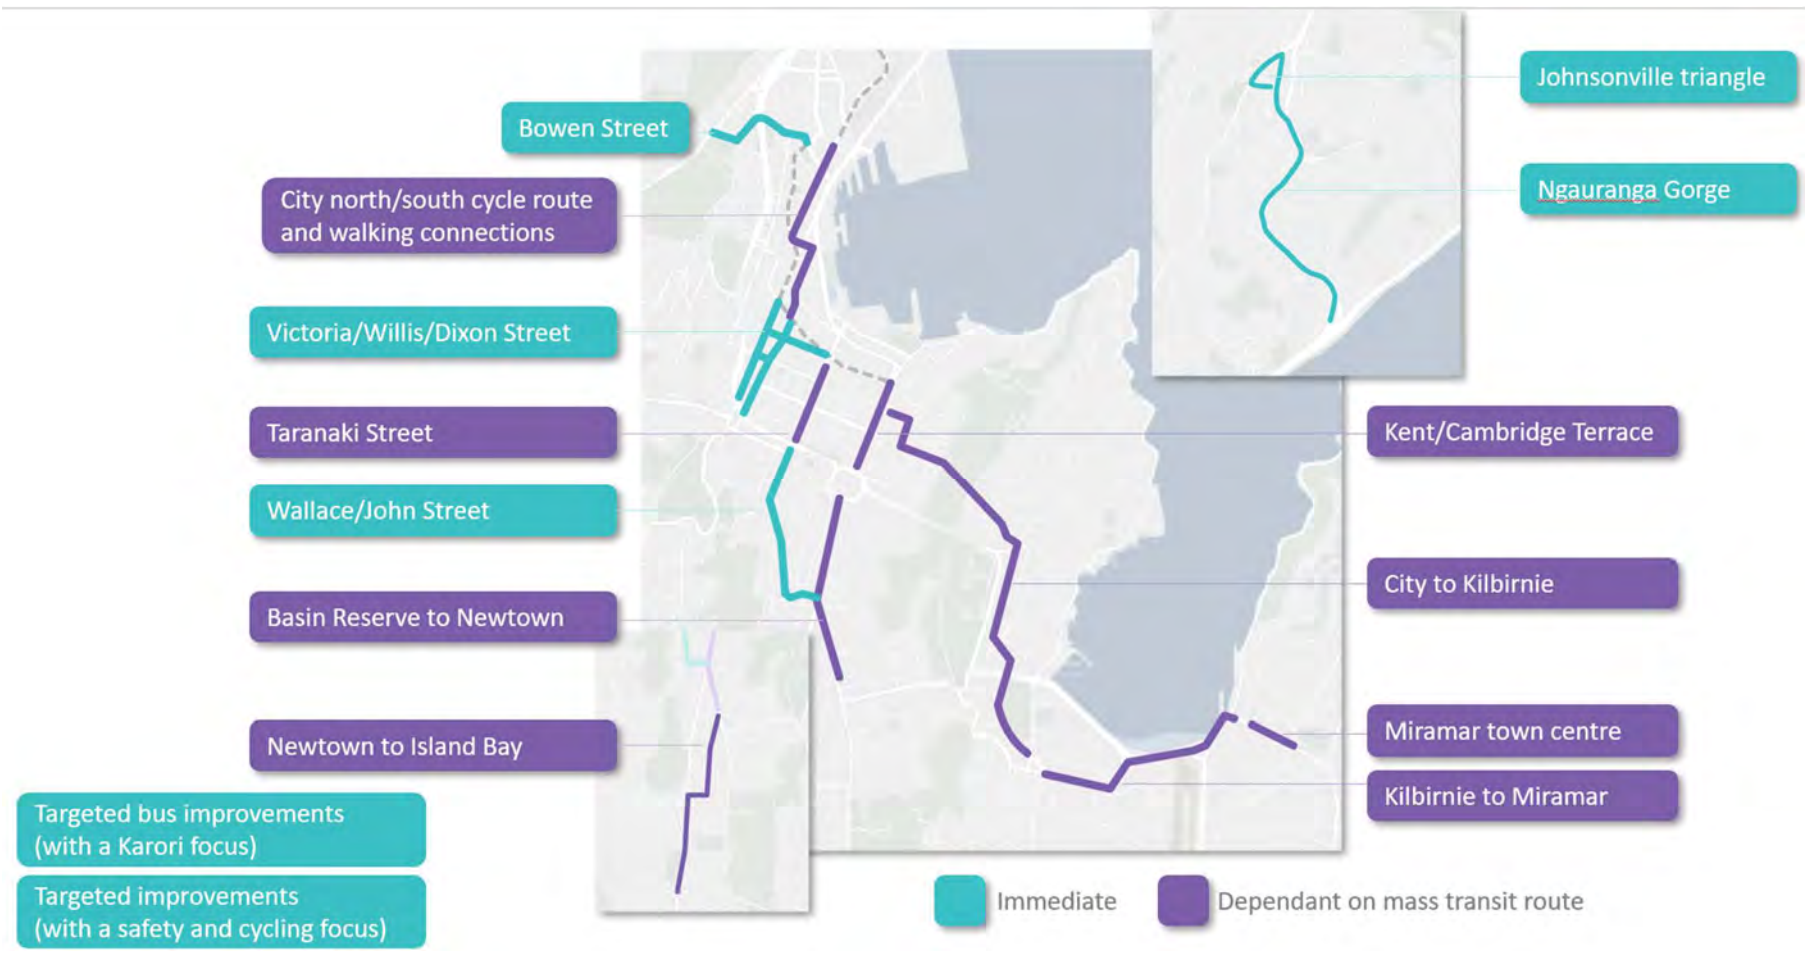 Johnsonville triangle
Bowen Street
Ngauranga Gorge
City north/south cycle route
and walking connections
Victoria/Willis/Dixon Street
Taranaki Street
Kent/Cambridge Terrace
Wallace/John Street
City to Kilbirnie
Basin Reserve to Newtown
Miramar town centre
Newtown to Island Bay
Kilbirnie to Miramar
Targeted bus improvements
(with a Karori focus)
Targeted improvements
(with a safety and cycling focus)
Immediate
Dependant on mass transit route